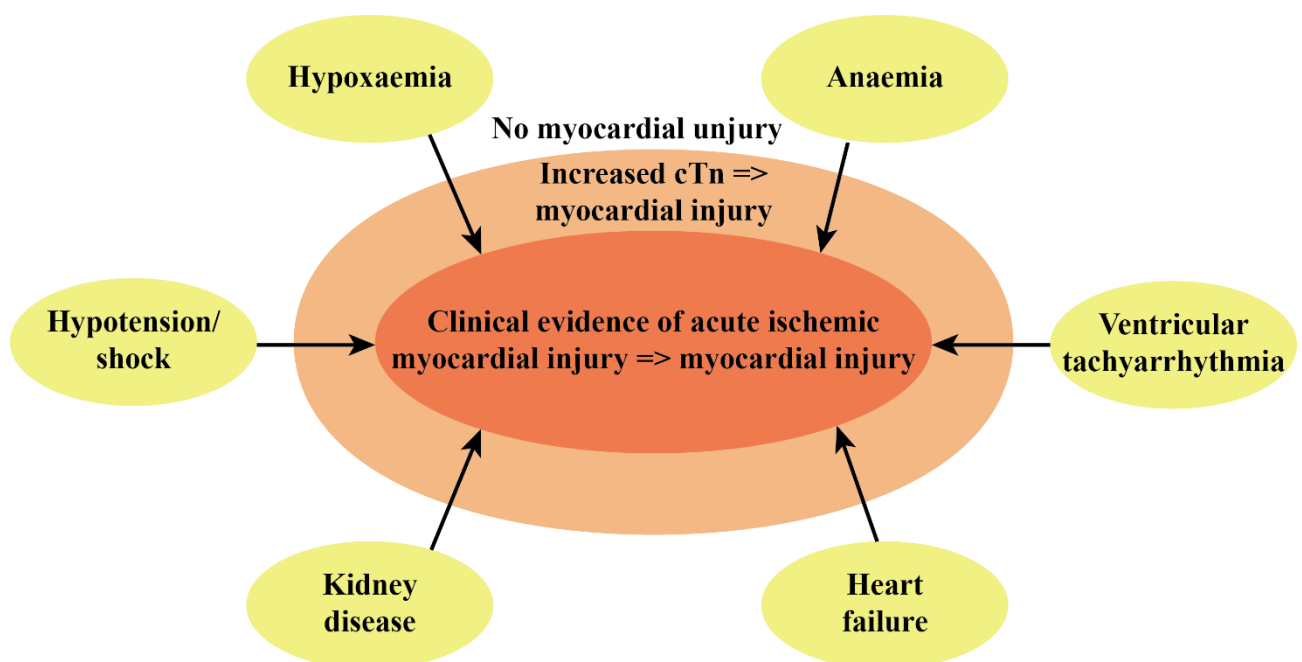 Hypoxaemia
Anaemia
No myocardial unjury
Increased cTn =>
myocardial injury
Hypotension/
shock
Clinical evidence of acute ischemic
myocardial injury => myocardial injury
Ventricular
tachyarrhythmia
Kidney
disease
Heart
failure